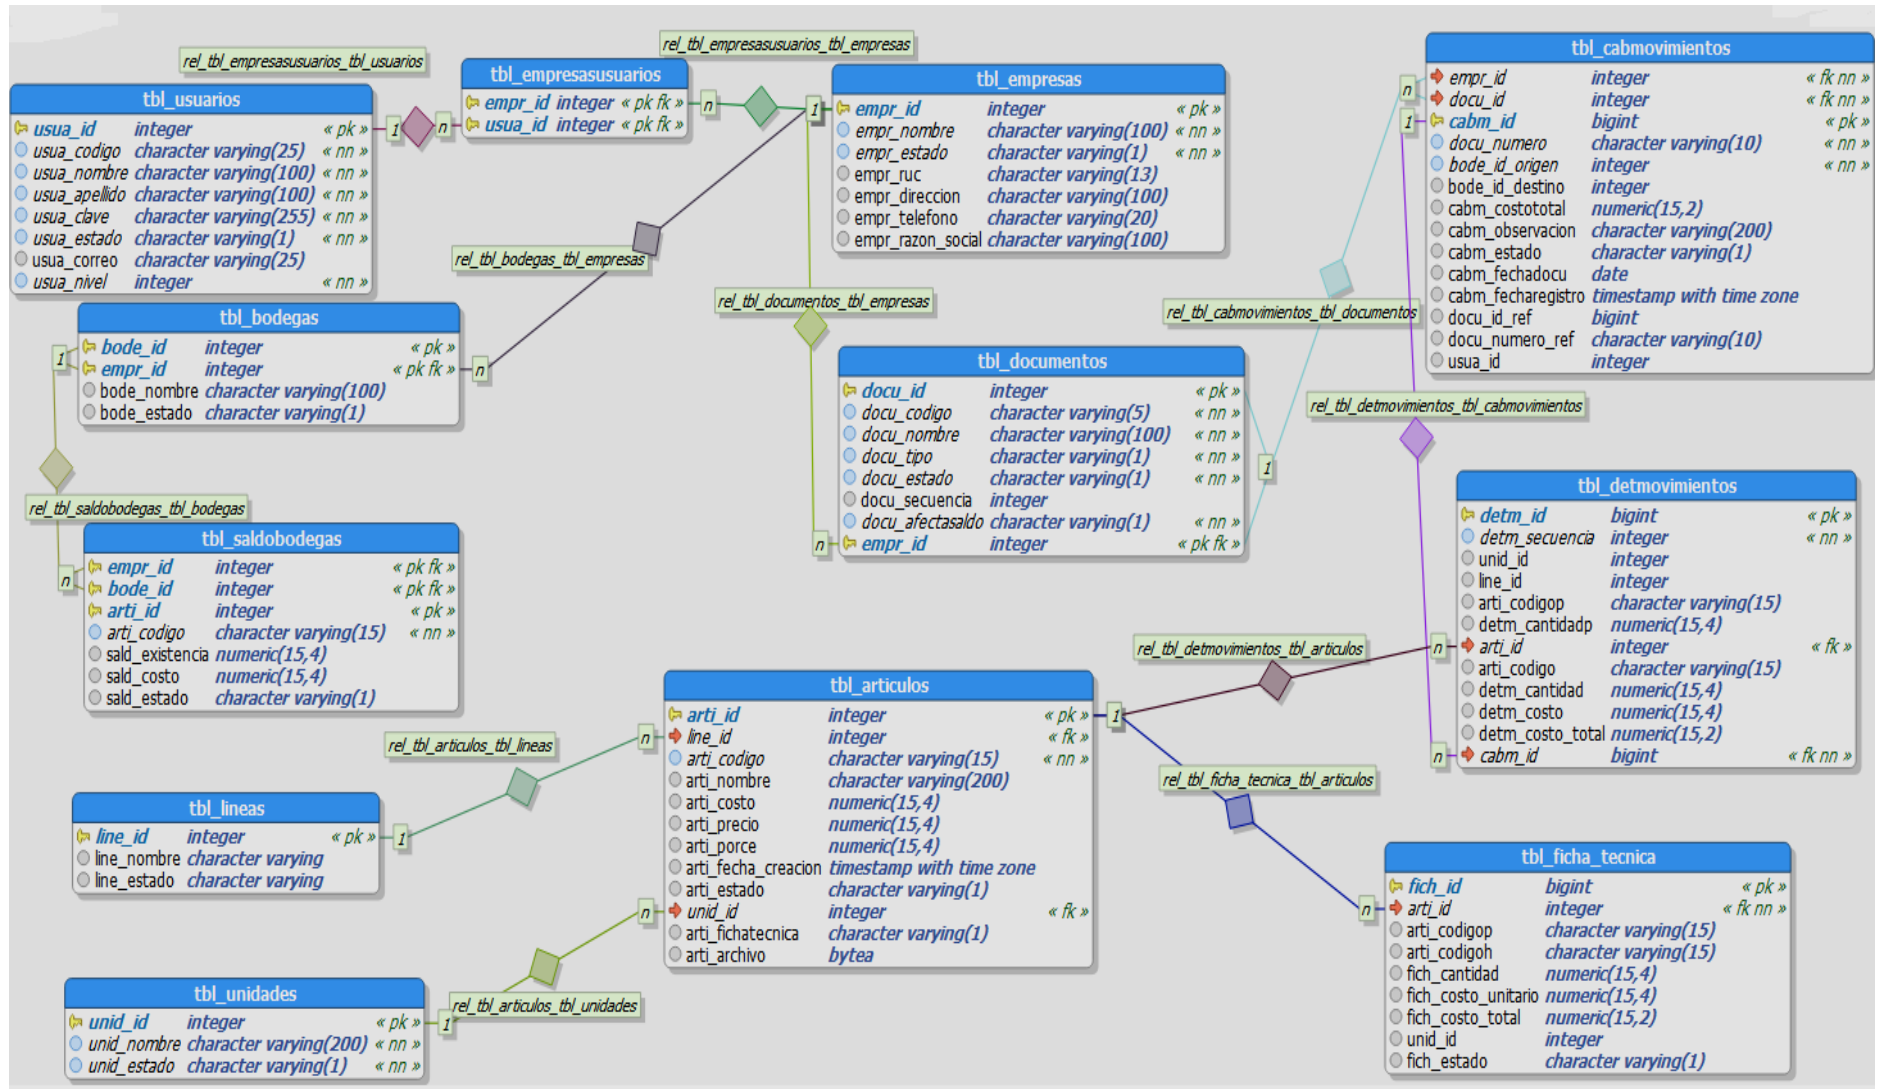 rel_tbl_empresasusuarios_tbl_usuarios
rel_tbl_empresasusuarios_tbl_empresas
tbl_usuarios
usua_id integer « pk »
usua_codigo character varying(25) « nn »
usua_nombre character varying(100) « nn »
usua_apellido character varying(100) « nn »
usua_clave character varying(255) « nn »
usua_estado character varying(1) « nn »
usua_correo character varying(25)
usua_nivel integer « nn »
1
n
tbl_empresasusuarios
empr_id integer « pk fk »
usua_id integer « pk fk »
n
1
tbl_empresas
empr_id integer « pk »
empr_nombre character varying(100) « nn »
empr_estado character varying(1) « nn »
empr_ruc character varying(13)
empr_direccion character varying(100)
empr_telefono character varying(20)
empr_razon_social character varying(100)
tbl_cabmovimientos
n
1
empr_id integer « fk nn »
docu_id integer « fk nn »
cabm_id bigint « pk »
docu_numero character varying(10) « nn »
bode_id_origen integer « nn »
bode_id_destino integer
cabm_costototal numeric(15,2)
cabm_observacion character varying(200)
cabm_estado character varying(1)
cabm_fechadocu date
cabm_fecharegistro timestamp with time zone
docu_id_ref bigint
docu_numero_ref character varying(10)
usua_id integer
rel_tbl_bodegas_tbl_empresas
rel_tbl_documentos_tbl_empresas
rel_tbl_cabmovimientos_tbl_documentos
tbl_bodegas
1
bode_id integer « pk »
empr_id integer « pk fk »
bode_nombre character varying(100)
bode_estado character varying(1)
n
tbl_documentos
docu_id integer « pk »
docu_codigo character varying(5) « nn »
docu_nombre character varying(100) « nn »
docu_tipo character varying(1) « nn »
docu_estado character varying(1) « nn »
docu_secuencia integer
docu_afectasaldo character varying(1) « nn »
empr_id integer « pk fk »
n
1
rel_tbl_detmovimientos_tbl_cabmovimientos
rel_tbl_saldobodegas_tbl_bodegas
tbl_saldobodegas
n
empr_id integer « pk fk »
bode_id integer « pk fk »
arti_id integer « pk »
arti_codigo character varying(15) « nn »
sald_existencia numeric(15,4)
sald_costo numeric(15,4)
sald_estado character varying(1)
tbl_detmovimientos
detm_id bigint « pk »
detm_secuencia integer « nn »
unid_id integer
line_id integer
arti_codigop character varying(15)
detm_cantidadp numeric(15,4)
n
arti_id integer « fk »
arti_codigo character varying(15)
detm_cantidad numeric(15,4)
detm_costo numeric(15,4)
detm_costo_total numeric(15,2)
n
cabm_id bigint « fk nn »
rel_tbl_detmovimientos_tbl_articulos
tbl_articulos
arti_id integer « pk »
line_id integer « fk »
arti_codigo character varying(15) « nn »
arti_nombre character varying(200)
arti_costo numeric(15,4)
arti_precio numeric(15,4)
arti_porce numeric(15,4)
arti_fecha_creacion timestamp with time zone
arti_estado character varying(1)
unid_id integer « fk »
arti_fichatecnica character varying(1)
arti_archivo bytea
1
n
n
rel_tbl_articulos_tbl_lineas
rel_tbl_ficha_tecnica_tbl_articulos
tbl_lineas
line_id integer « pk »
line_nombre character varying
line_estado character varying
1
tbl_ficha_tecnica
fich_id bigint « pk »
n
arti_id integer « fk nn »
arti_codigop character varying(15)
arti_codigoh character varying(15)
fich_cantidad numeric(15,4)
fich_costo_unitario numeric(15,4)
fich_costo_total numeric(15,2)
unid_id integer
fich_estado character varying(1)
tbl_unidades
unid_id integer « pk »
unid_nombre character varying(200) « nn »
unid_estado character varying(1) « nn »
1
rel_tbl_articulos_tbl_unidades